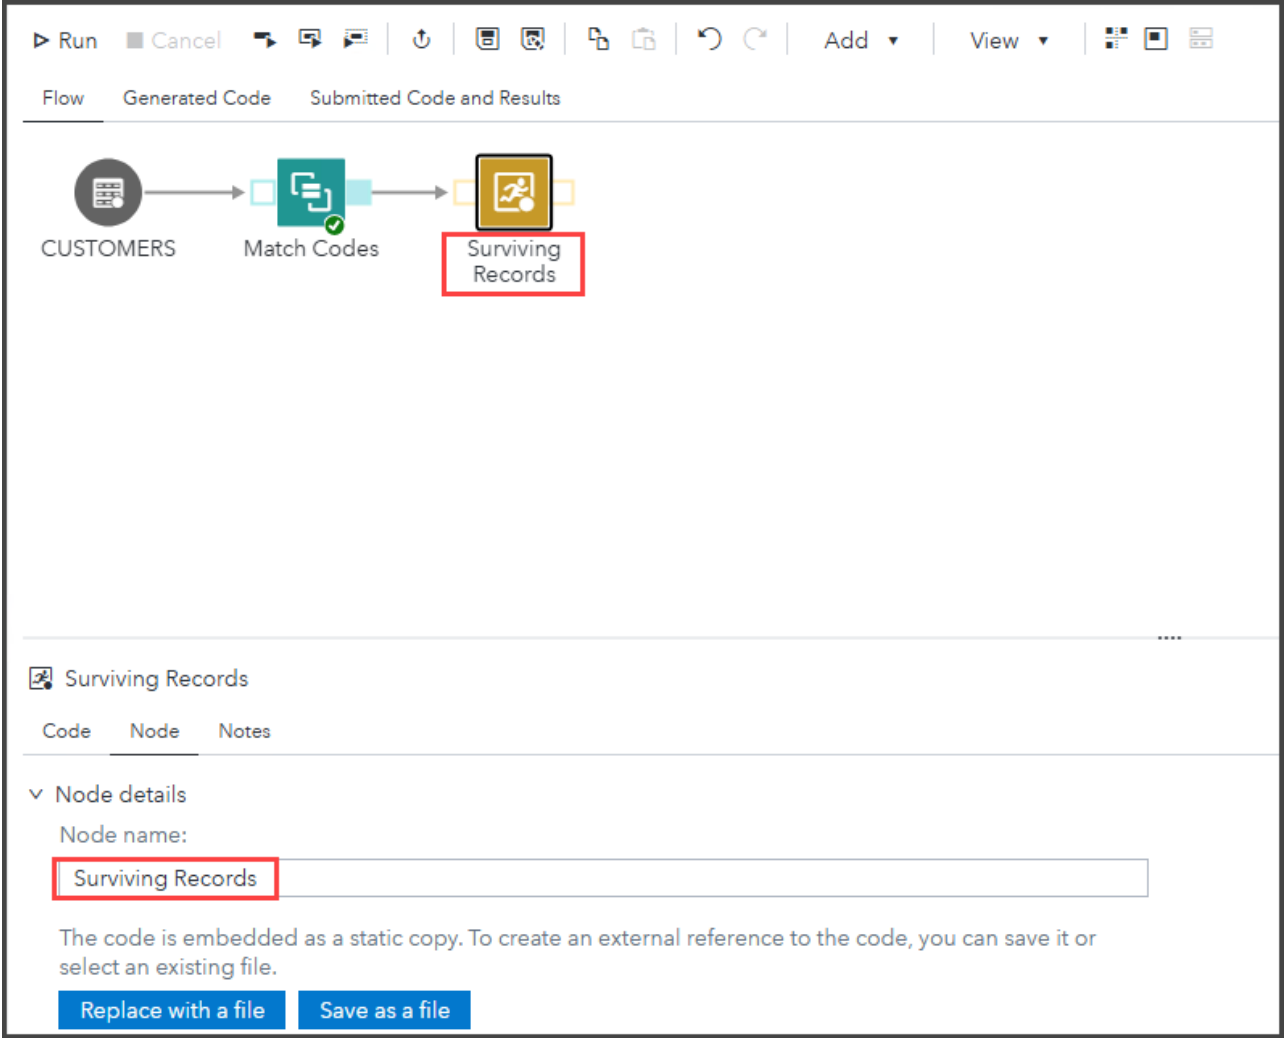 Run Cancel Add View
Flow Generated Code Submitted Code and Results
CUSTOMERS Match Codes Surviving
Records
Surviving Records
Code Node Notes
Node details
Node name:
Surviving Records
The code is embedded as a static copy. To create an external reference to the code, you can save it or
select an existing file.
Replace with a file Save as a file